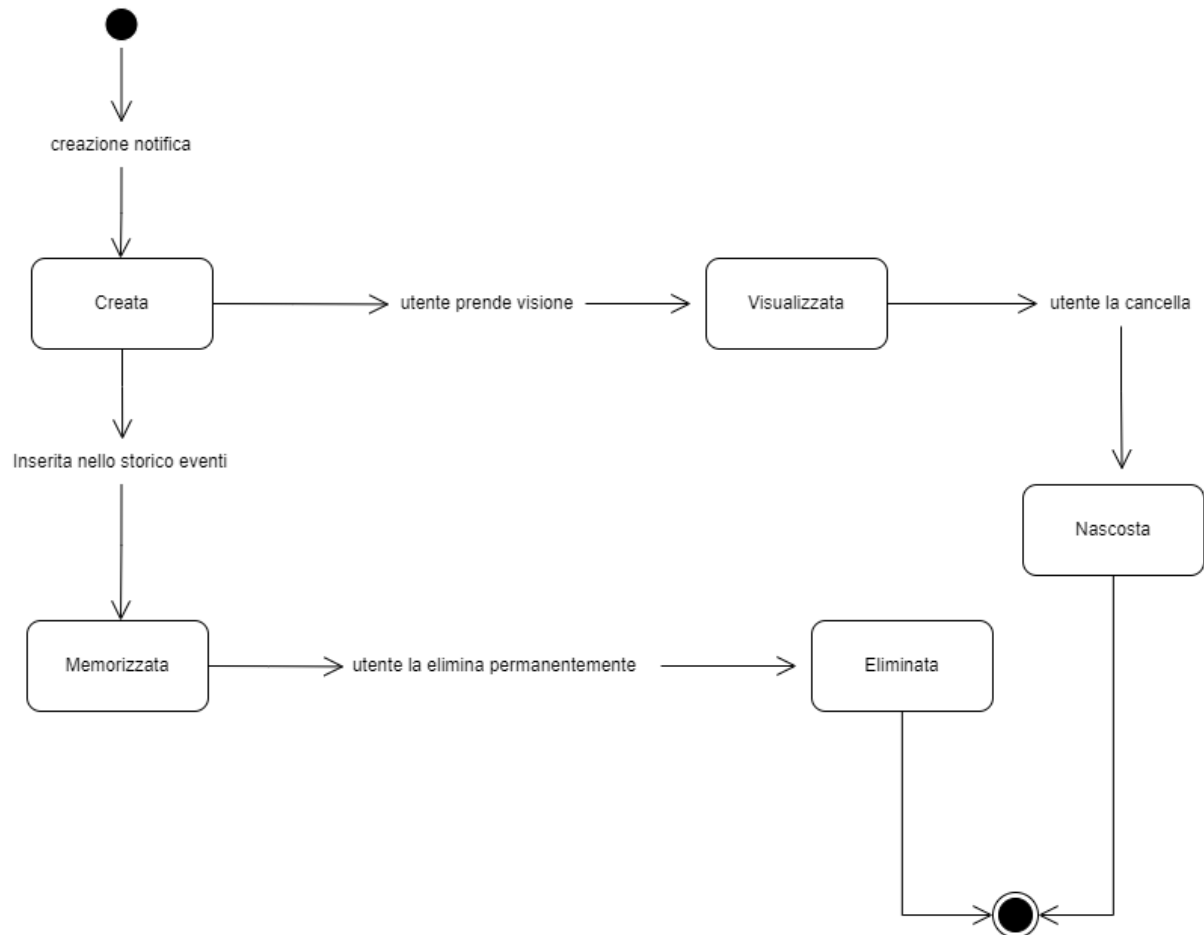 creazione notifica
Creata
utente prende visione
Visualizzata
utente la cancella
Inserita nello storico eventi
Nascosta
Memorizzata
utente la elimina permanentemente
Eliminata